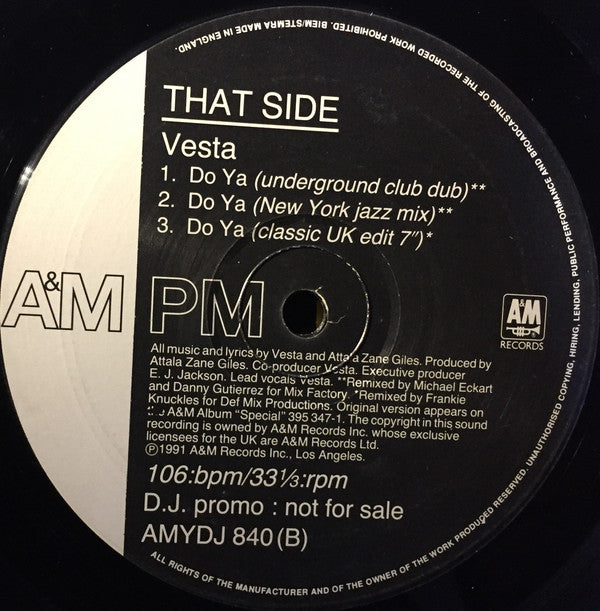 THAT SIDE
Vesta
1. Do Ya (underground club dub)**
2. Do Ya (New York jazz mix)**
3. Do Ya (classic UK edit 7")*
A&M PM
A&M
RECORDS
All music and lyrics by Vesta and Attala Zane Giles. Produced by
Attala Zane Giles. Co-producer Vesta. Executive producer
E. J. Jackson. Lead vocals Vesta. **Remixed by Michael Eckart
and Danny Gutierrez for Mix Factory. *Remixed by Frankie
Knuckles for Def Mix Productions. Original version appears on
A&M Album "Special" 395 347-1. The copyright in this sound
recording is owned by A&M Records Inc. whose exclusive
licensees for the UK are A&M Records Ltd.
Ⓟ1991 A&M Records Inc., Los Angeles.
106:bpm/33⅓:rpm
D.J. promo : not for sale
AMYDJ 840 (B)
ALL RIGHTS OF THE MANUFACTURER AND OF THE OWNER OF THE WORK PRODUCED RESERVED. UNAUTHORISED COPYING, HIRING, LENDING, PUBLIC PERFORMANCE AND BROADCASTING OF THE RECORDED WORK PROHIBITED. BIEM/STEMRA MADE IN ENGLAND.